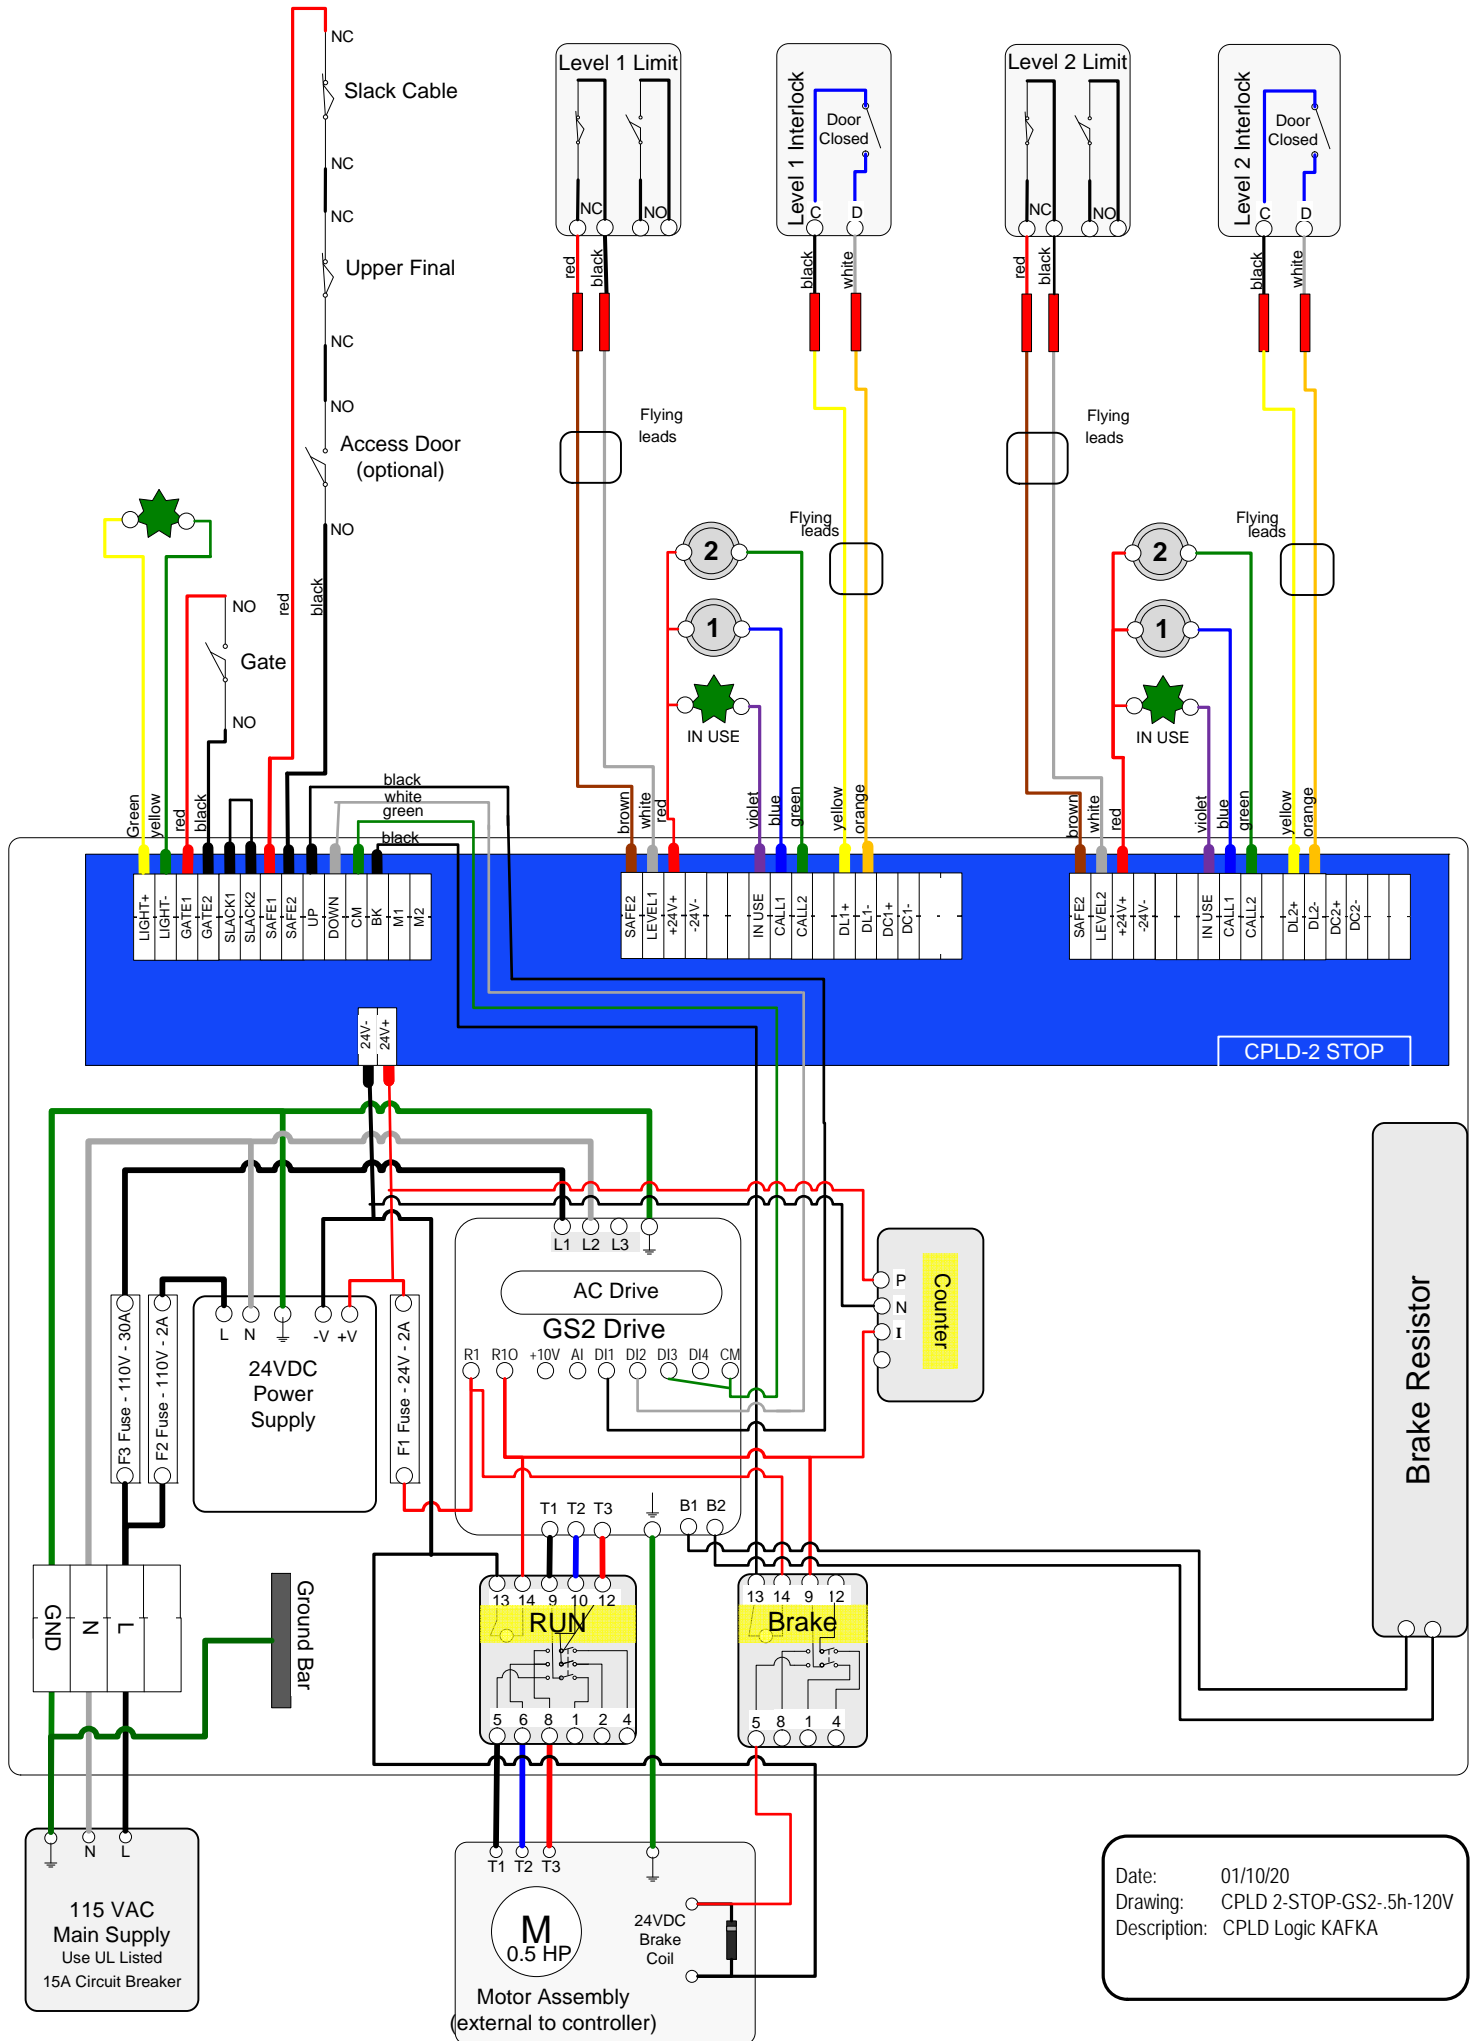 NC
Slack Cable
NC
NC
Upper Final
NC
NO
Access Door
(optional)
NO
red
black
NO
Gate
NO
Level 1 Limit
NC
NO
red
black
Level 1 Interlock
Door
Closed
C
D
black
white
Level 2 Limit
NC
NO
red
black
Level 2 Interlock
Door
Closed
C
D
black
white
Flying
leads
Flying
leads
Flying
leads
Flying
leads
2
1
IN USE
2
1
IN USE
Green
yellow
red
black
black
white
green
black
brown
white
red
violet
blue
green
yellow
orange
brown
white
red
violet
blue
green
yellow
orange
LIGHT+
LIGHT-
GATE1
GATE2
SLACK1
SLACK2
SAFE1
SAFE2
UP
DOWN
CM
BK
M1
M2
SAFE2
LEVEL1
+24V+
-24V-
IN USE
CALL1
CALL2
DL1+
DL1-
DC1+
DC1-
SAFE2
LEVEL2
+24V+
-24V-
IN USE
CALL1
CALL2
DL2+
DL2-
DC2+
DC2-
24V-
24V+
CPLD-2 STOP
L1 L2 L3
AC Drive
GS2 Drive
R1 R1O +10V AI DI1 DI2 DI3 DI4 CM
T1 T2 T3
B1 B2
P
N
I
Counter
Brake Resistor
F3 Fuse - 110V - 30A
F2 Fuse - 110V - 2A
L N -V +V
24VDC
Power
Supply
F1 Fuse - 24V - 2A
GND
N
L
Ground Bar
13 14 9 10 12
RUN
5 6 8 1 2 4
13 14 9 12
Brake
5 8 1 4
N L
115 VAC
Main Supply
Use UL Listed
15A Circuit Breaker
T1 T2 T3
M
0.5 HP
24VDC
Brake
Coil
Motor Assembly
(external to controller)
Date: 01/10/20
Drawing: CPLD 2-STOP-GS2-.5h-120V
Description: CPLD Logic KAFKA